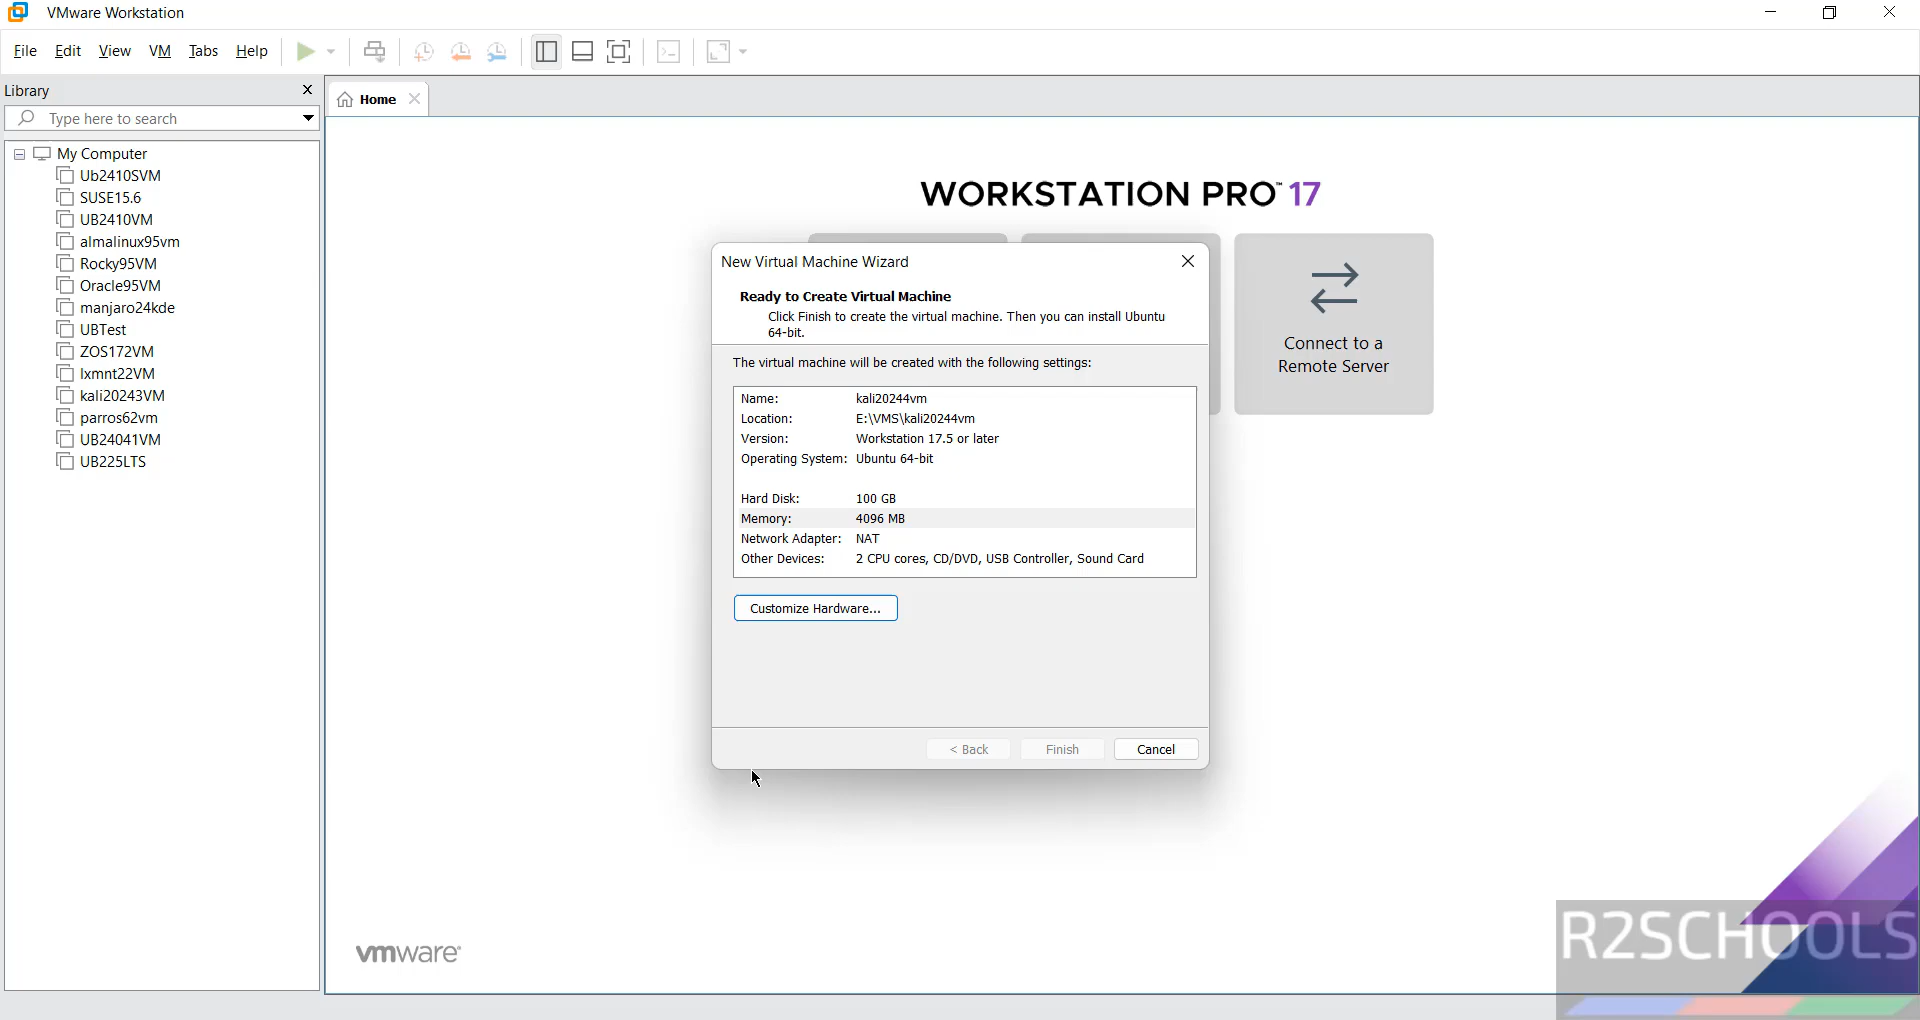 VMware Workstation
File Edit View VM Tabs Help
Library
Type here to search
My Computer
Ub2410SVM
SUSE15.6
UB2410VM
almalinux95vm
Rocky95VM
Oracle95VM
manjaro24kde
UBTest
ZOS172VM
lxmnt22VM
kali20243VM
parros62vm
UB24041VM
UB225LTS
Home
WORKSTATION PRO™ 17
Connect to a
Remote Server
New Virtual Machine Wizard
Ready to Create Virtual Machine
Click Finish to create the virtual machine. Then you can install Ubuntu
64-bit.
The virtual machine will be created with the following settings:
Name: kali20244vm
Location: E:\VMS\kali20244vm
Version: Workstation 17.5 or later
Operating System: Ubuntu 64-bit
Hard Disk: 100 GB
Memory: 4096 MB
Network Adapter: NAT
Other Devices: 2 CPU cores, CD/DVD, USB Controller, Sound Card
Customize Hardware...
< Back Finish Cancel
vmware®
R2SCHOOLS